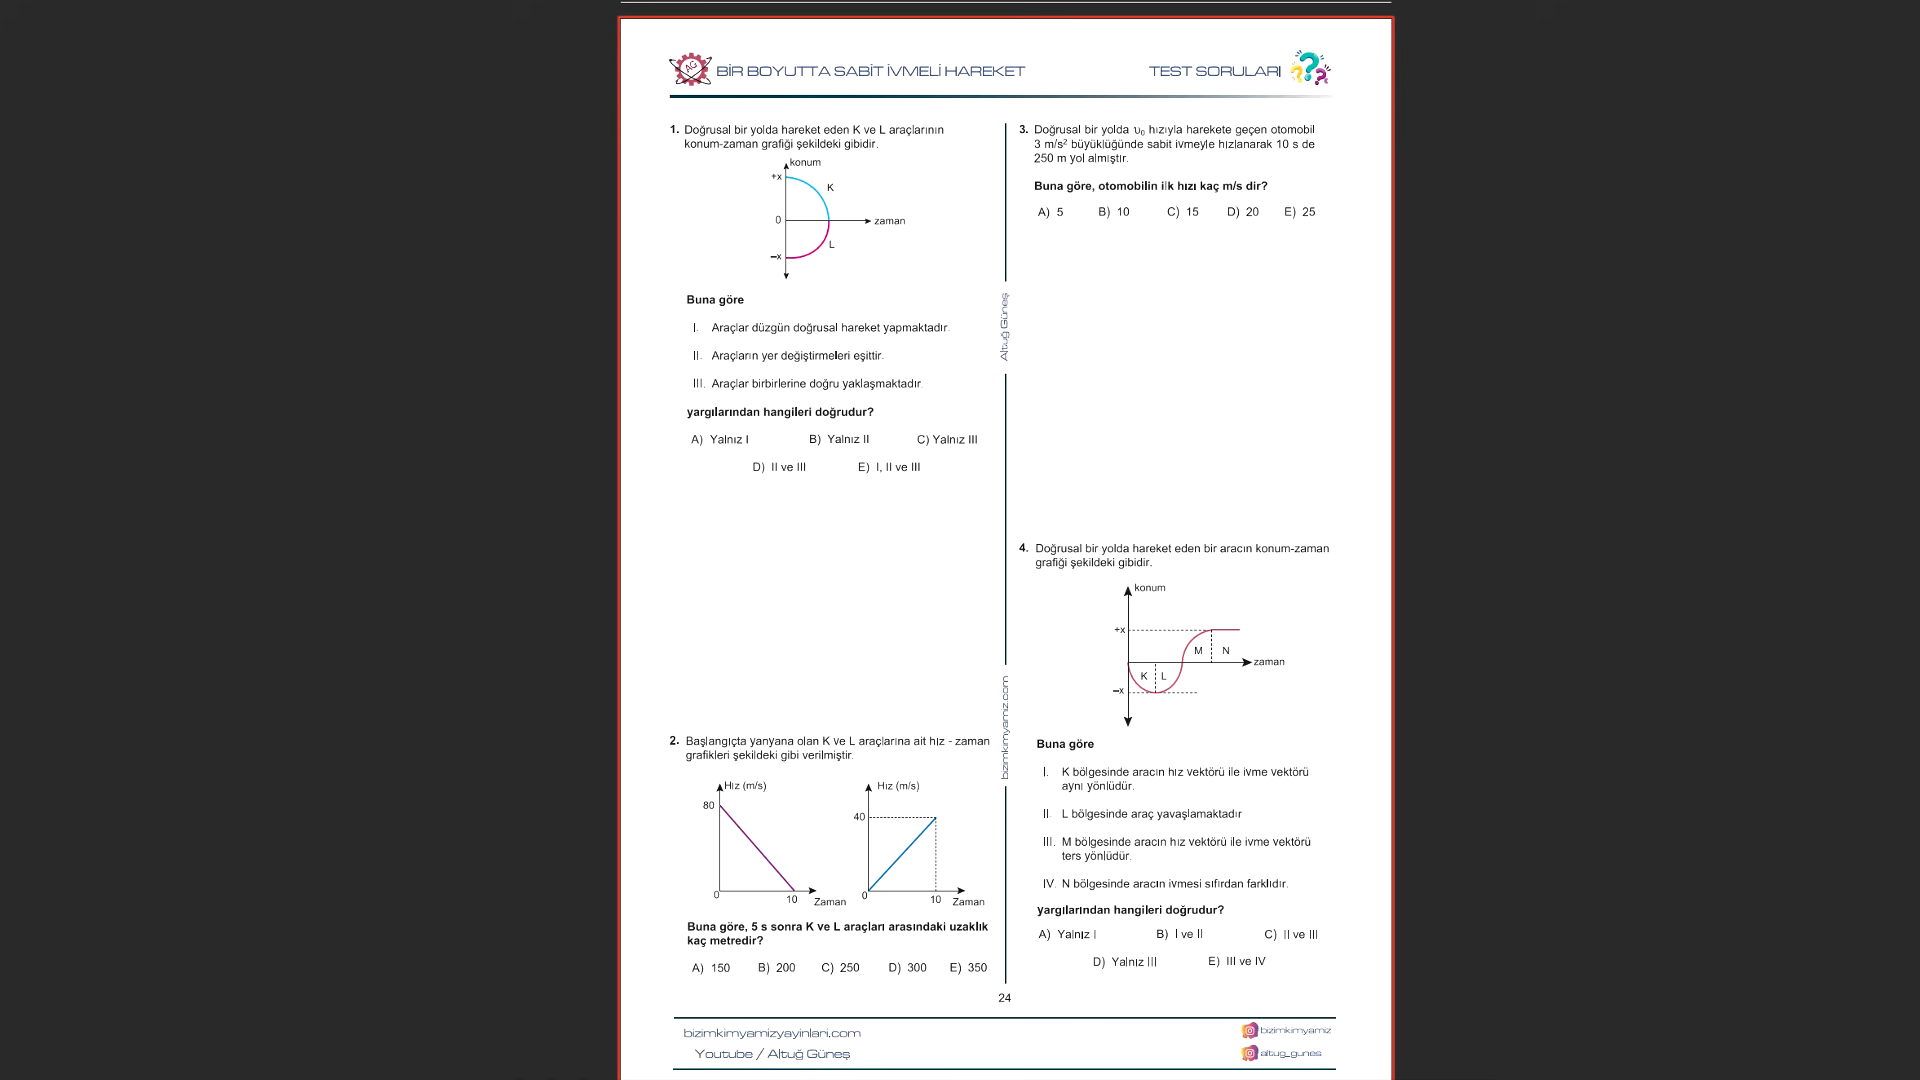 BİR BOYUTTA SABİT İVMELİ HAREKET
TEST SORULARI
1. Doğrusal bir yolda hareket eden K ve L araçlarının
konum-zaman grafiği şekildeki gibidir.
konum
+x
K
0
zaman
L
–x
Buna göre
I. Araçlar düzgün doğrusal hareket yapmaktadır.
II. Araçların yer değiştirmeleri eşittir.
III. Araçlar birbirlerine doğru yaklaşmaktadır.
yargılarından hangileri doğrudur?
A) Yalnız I B) Yalnız II C) Yalnız III
D) II ve III E) I, II ve III
2. Başlangıçta yanyana olan K ve L araçlarına ait hız - zaman
grafikleri şekildeki gibi verilmiştir.
Hız (m/s)
80
0
10
Zaman
Hız (m/s)
40
0
10
Zaman
Buna göre, 5 s sonra K ve L araçları arasındaki uzaklık
kaç metredir?
A) 150 B) 200 C) 250 D) 300 E) 350
Altuğ Güneş
bizimkimyamiz.com
3. Doğrusal bir yolda υ₀ hızıyla harekete geçen otomobil
3 m/s² büyüklüğünde sabit ivmeyle hızlanarak 10 s de
250 m yol almıştır.
Buna göre, otomobilin ilk hızı kaç m/s dir?
A) 5 B) 10 C) 15 D) 20 E) 25
4. Doğrusal bir yolda hareket eden bir aracın konum-zaman
grafiği şekildeki gibidir.
konum
+x
M N
zaman
K L
–x
Buna göre
I. K bölgesinde aracın hız vektörü ile ivme vektörü
aynı yönlüdür.
II. L bölgesinde araç yavaşlamaktadır
III. M bölgesinde aracın hız vektörü ile ivme vektörü
ters yönlüdür.
IV. N bölgesinde aracın ivmesi sıfırdan farklıdır.
yargılarından hangileri doğrudur?
A) Yalnız I B) I ve II C) II ve III
D) Yalnız III E) III ve IV
24
bizimkimyamizyayinlari.com
Youtube / Altuğ Güneş
bizimkimyamiz
altug_gunes